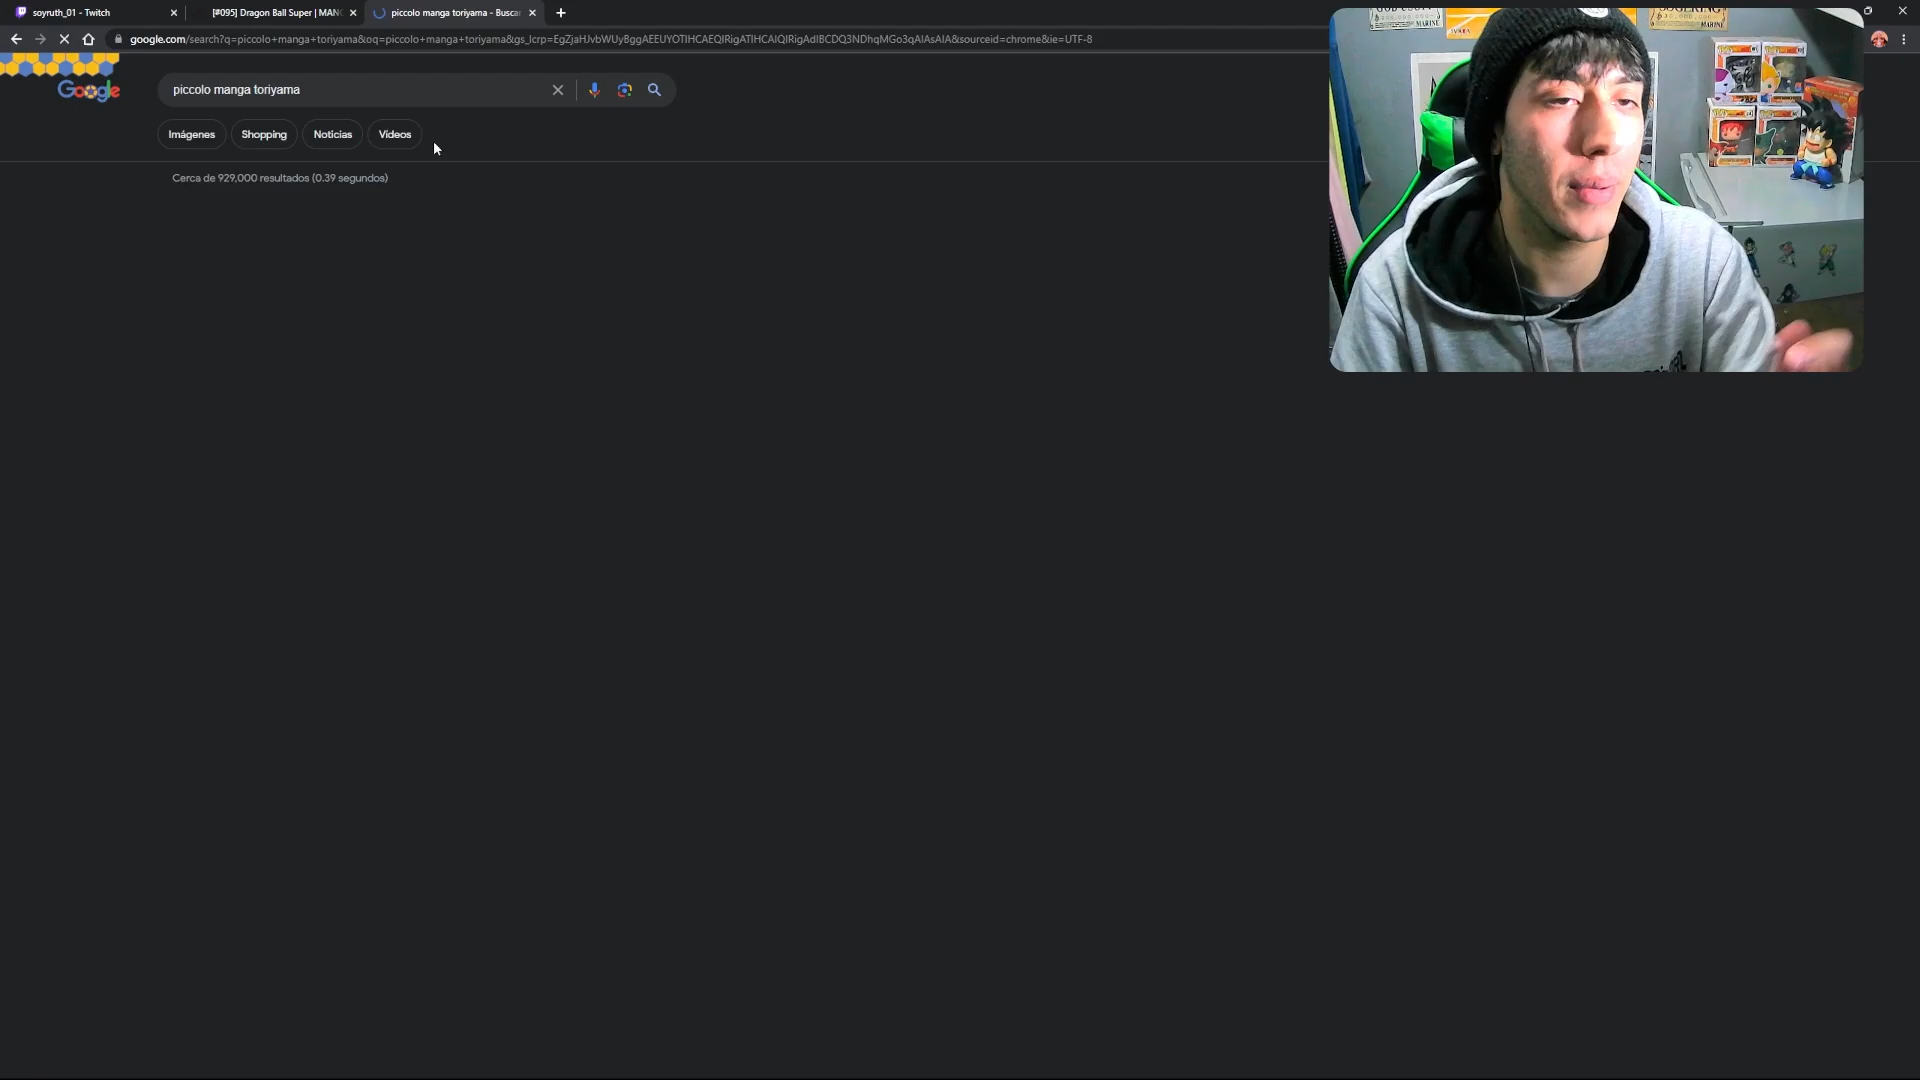 soyruth_01 - Twitch
[#095] Dragon Ball Super | MAN
piccolo manga toriyama - Busca
google.com/search?q=piccolo+manga+toriyama&oq=piccolo+manga+toriyama&gs_lcrp=EgZjaHJvbWUyBggAEEUYOTIHCAEQIRigATIHCAIQIRigAdIBCDQ3NDhqMGo3qAIAsAIA&sourceid=chrome&ie=UTF-8
Google
piccolo manga toriyama
Imágenes
Shopping
Noticias
Videos
Cerca de 929,000 resultados (0.39 segundos)
MARINE
MARINE